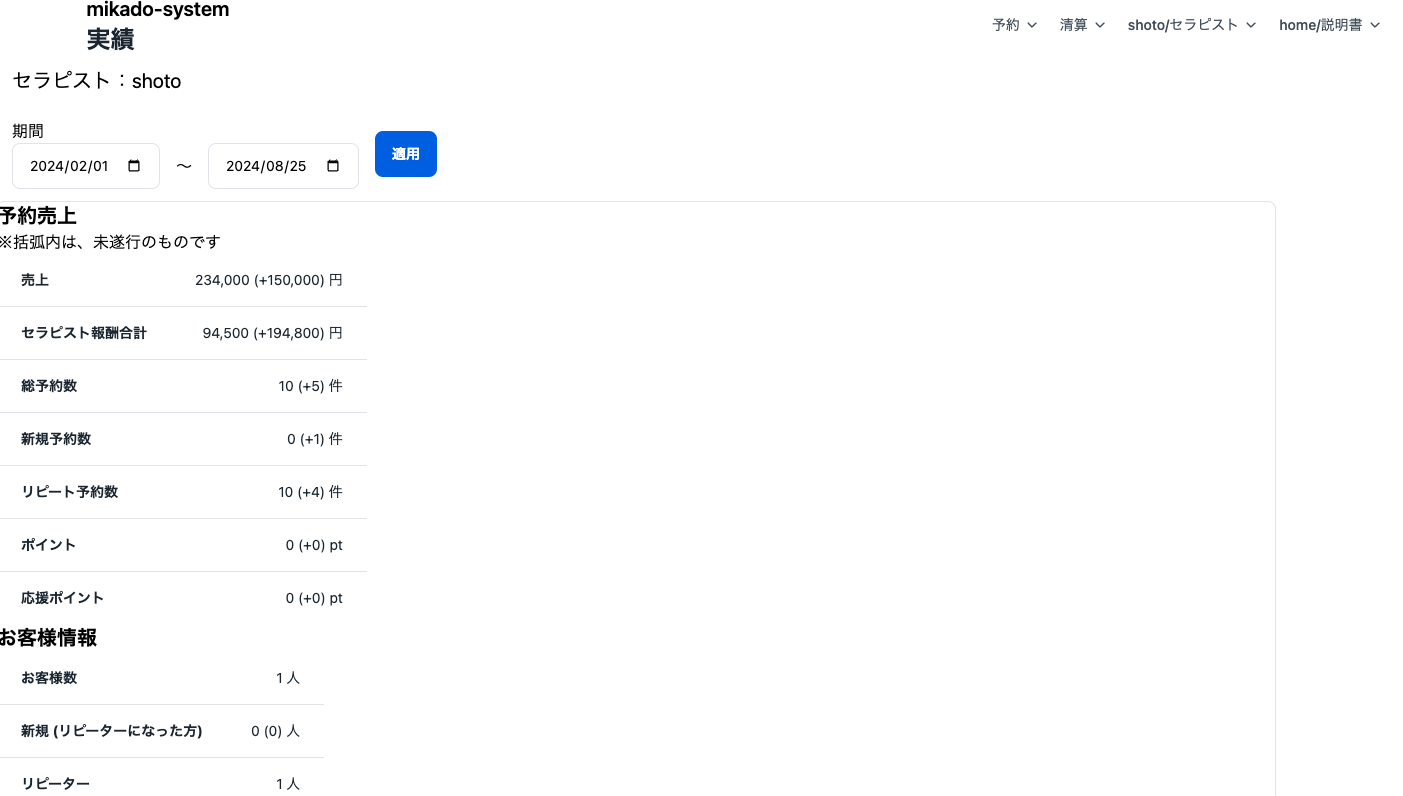 mikado-system
予約 清算 shoto/セラピスト home/説明書
実績
セラピスト：shoto
期間
2024/02/01 〜 2024/08/25 適用
予約売上
※括弧内は、未遂行のものです
売上 234,000 (+150,000) 円
セラピスト報酬合計 94,500 (+194,800) 円
総予約数 10 (+5) 件
新規予約数 0 (+1) 件
リピート予約数 10 (+4) 件
ポイント 0 (+0) pt
応援ポイント 0 (+0) pt
お客様情報
お客様数 1 人
新規 (リピーターになった方) 0 (0) 人
リピーター 1 人